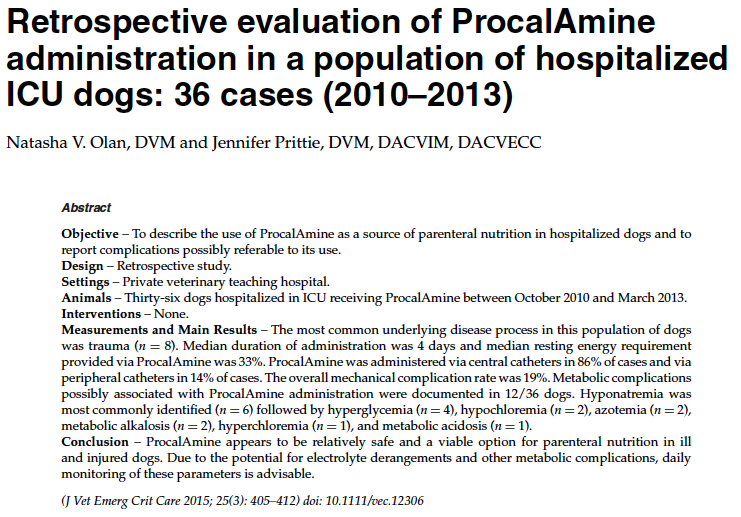 Retrospective evaluation of ProcalAmine
administration in a population of hospitalized
ICU dogs: 36 cases (2010–2013)
Natasha V. Olan, DVM and Jennifer Prittie, DVM, DACVIM, DACVECC
Abstract
Objective – To describe the use of ProcalAmine as a source of parenteral nutrition in hospitalized dogs and to
report complications possibly referable to its use.
Design – Retrospective study.
Settings – Private veterinary teaching hospital.
Animals – Thirty-six dogs hospitalized in ICU receiving ProcalAmine between October 2010 and March 2013.
Interventions – None.
Measurements and Main Results – The most common underlying disease process in this population of dogs
was trauma (n = 8). Median duration of administration was 4 days and median resting energy requirement
provided via ProcalAmine was 33%. ProcalAmine was administered via central catheters in 86% of cases and via
peripheral catheters in 14% of cases. The overall mechanical complication rate was 19%. Metabolic complications
possibly associated with ProcalAmine administration were documented in 12/36 dogs. Hyponatremia was
most commonly identified (n = 6) followed by hyperglycemia (n = 4), hypochloremia (n = 2), azotemia (n = 2),
metabolic alkalosis (n = 2), hyperchloremia (n = 1), and metabolic acidosis (n = 1).
Conclusion – ProcalAmine appears to be relatively safe and a viable option for parenteral nutrition in ill
and injured dogs. Due to the potential for electrolyte derangements and other metabolic complications, daily
monitoring of these parameters is advisable.
(J Vet Emerg Crit Care 2015; 25(3): 405–412) doi: 10.1111/vec.12306